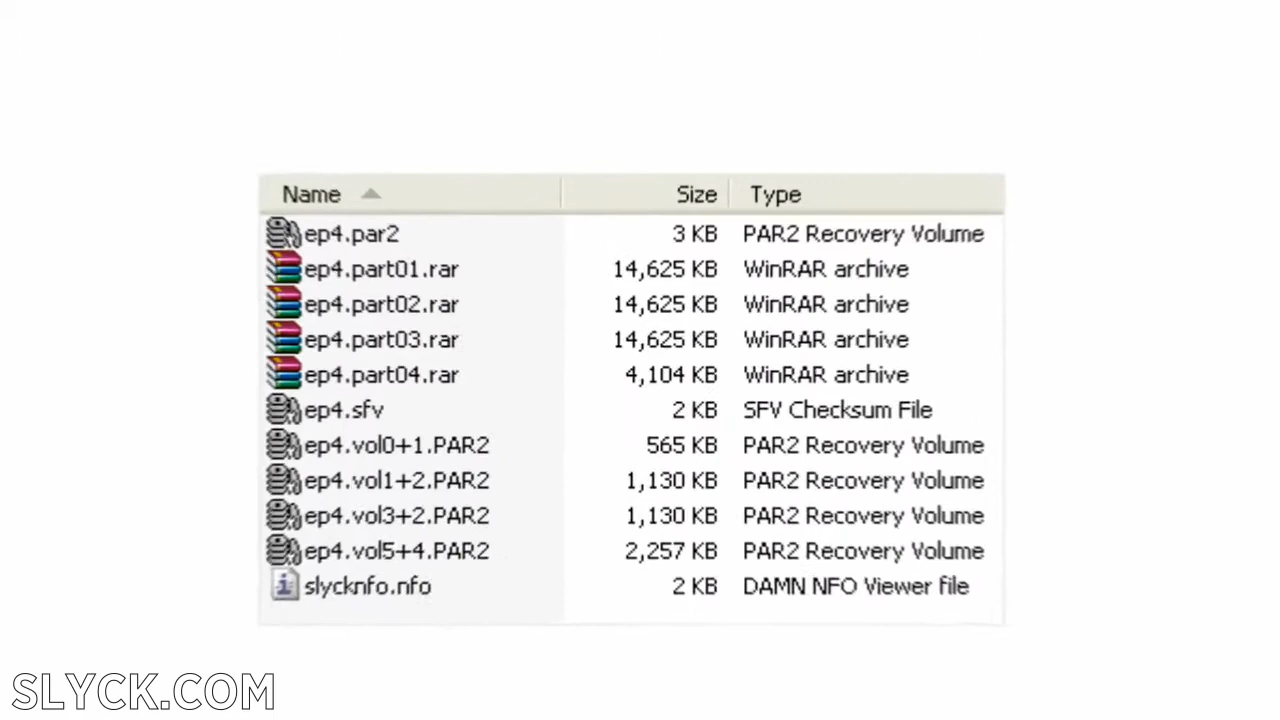 Name Size Type
ep4.par2 3 KB PAR2 Recovery Volume
ep4.part01.rar 14,625 KB WinRAR archive
ep4.part02.rar 14,625 KB WinRAR archive
ep4.part03.rar 14,625 KB WinRAR archive
ep4.part04.rar 4,104 KB WinRAR archive
ep4.sfv 2 KB SFV Checksum File
ep4.vol0+1.PAR2 565 KB PAR2 Recovery Volume
ep4.vol1+2.PAR2 1,130 KB PAR2 Recovery Volume
ep4.vol3+2.PAR2 1,130 KB PAR2 Recovery Volume
ep4.vol5+4.PAR2 2,257 KB PAR2 Recovery Volume
slycknfo.nfo 2 KB DAMN NFO Viewer file
SLYCK.COM